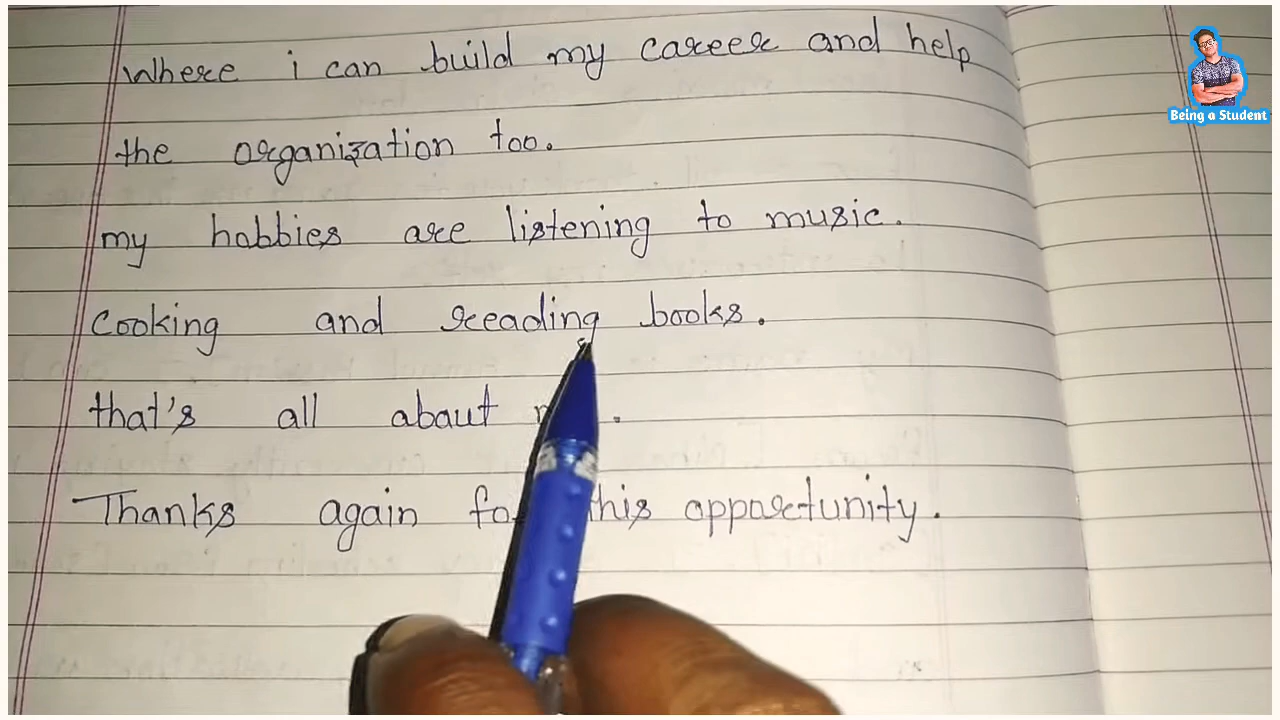 Where i can build my career and help
the organization too.
my hobbies are listening to music.
Cooking and reading books.
that's all abaut .
Thanks again for this opportunity.
Being a Student